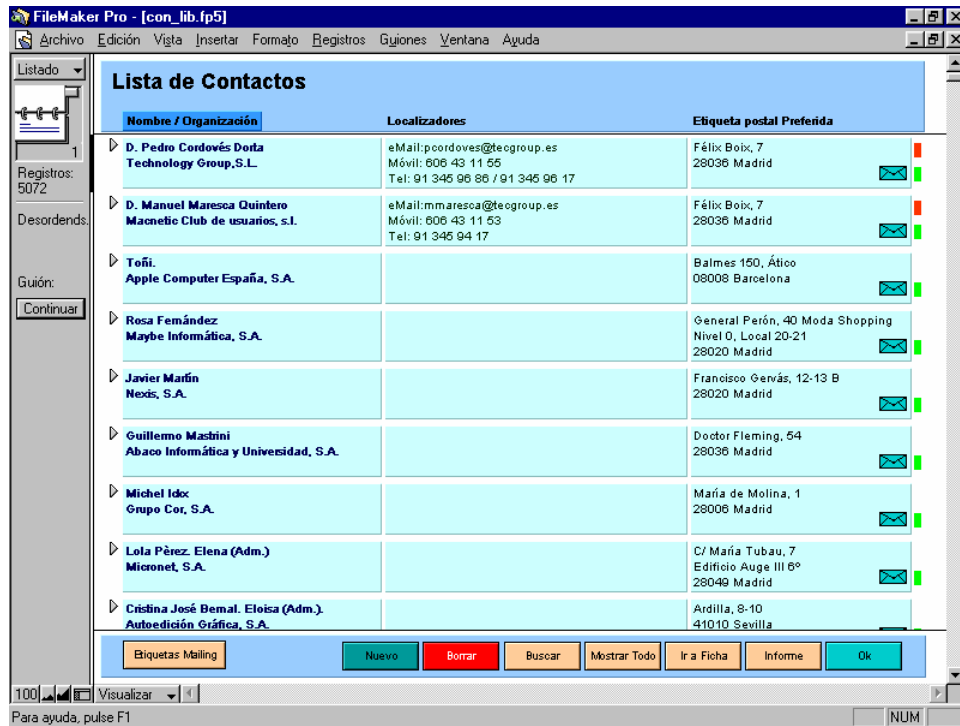 FileMaker Pro - [con_lib.fp5]
Archivo Edición Vista Insertar Formato Registros Guiones Ventana Ayuda
Listado
1
Registros:
5072
Desordends.
Guión:
Continuar
Lista de Contactos
Nombre / Organización Localizadores Etiqueta postal Preferida
D. Pedro Cordovés Dorta
Technology Group,S.L.
eMail:pcordoves@tecgroup.es
Móvil: 606 43 11 55
Tel: 91 345 96 86 / 91 345 96 17
Félix Boix, 7
28036 Madrid
D. Manuel Maresca Quintero
Macnetic Club de usuarios, s.l.
eMail:mmaresca@tecgroup.es
Móvil: 606 43 11 53
Tel: 91 345 94 17
Félix Boix, 7
28036 Madrid
Toñi.
Apple Computer España, S.A.
Balmes 150, Ático
08008 Barcelona
Rosa Fernández
Maybe Informática, S.A.
General Perón, 40 Moda Shopping
Nivel 0, Local 20-21
28020 Madrid
Javier Martín
Nexis, S.A.
Francisco Gervás, 12-13 B
28020 Madrid
Guillermo Mastrini
Abaco Informática y Universidad, S.A.
Doctor Fleming, 54
28036 Madrid
Michel Idox
Grupo Cor, S.A.
María de Molina, 1
28006 Madrid
Lola Pèrez. Elena (Adm.)
Micronet, S.A.
C/ María Tubau, 7
Edificio Auge III 6º
28049 Madrid
Cristina José Bernal. Eloisa (Adm.).
Autoedición Gráfica, S.A.
Ardilla, 8-10
41010 Sevilla
Etiquetas Mailing Nuevo Borrar Buscar Mostrar Todo Ir a Ficha Informe Ok
100 Visualizar
Para ayuda, pulse F1 NUM